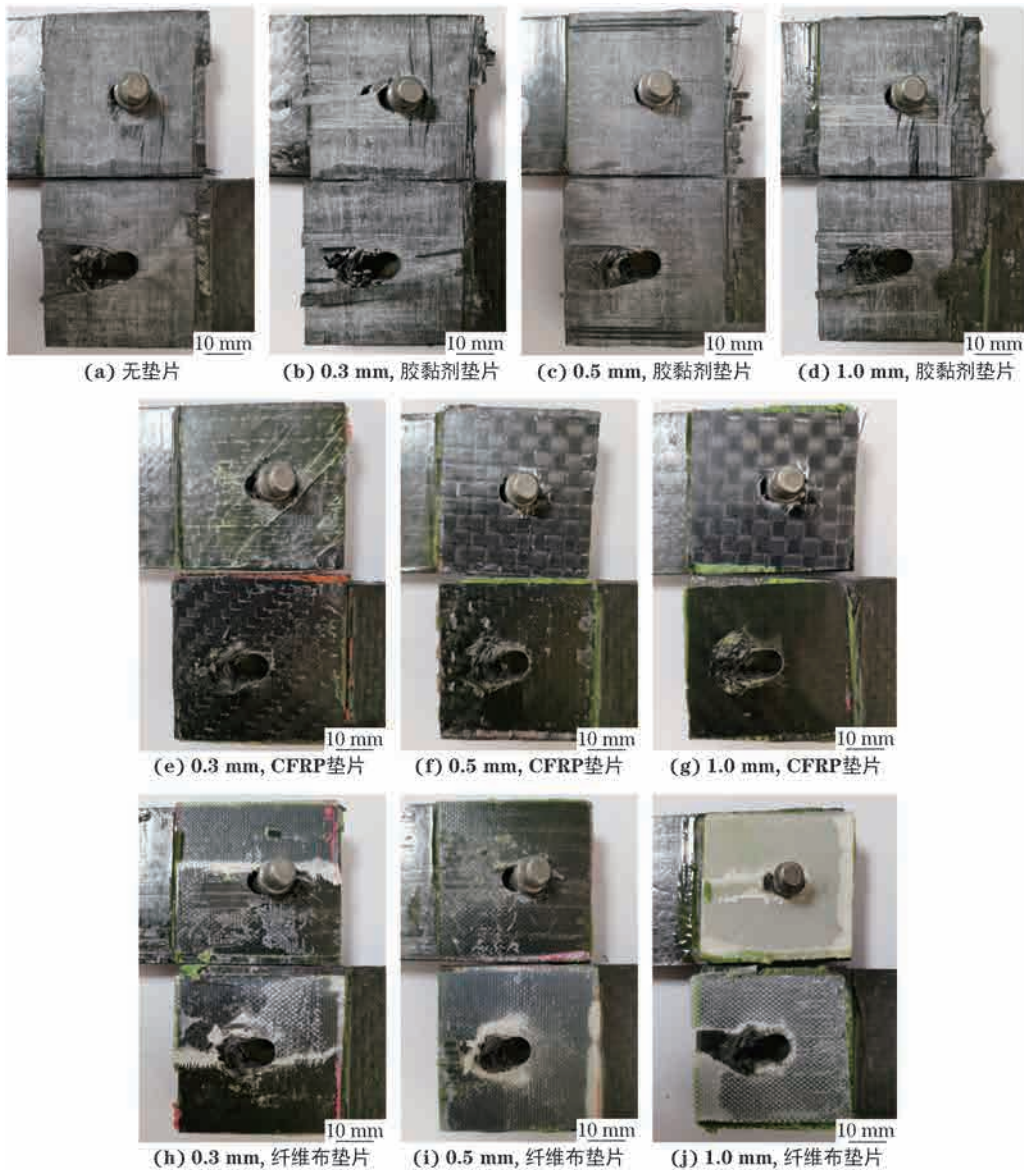 10 mm 10 mm 10 mm 10 mm
(a) 无垫片 (b) 0.3 mm, 胶黏剂垫片 (c) 0.5 mm, 胶黏剂垫片 (d) 1.0 mm, 胶黏剂垫片
10 mm 10 mm 10 mm
(e) 0.3 mm, CFRP垫片 (f) 0.5 mm, CFRP垫片 (g) 1.0 mm, CFRP垫片
10 mm 10 mm 10 mm
(h) 0.3 mm, 纤维布垫片 (i) 0.5 mm, 纤维布垫片 (j) 1.0 mm, 纤维布垫片